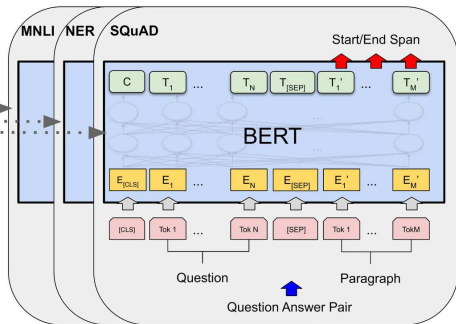 MNLI NER SQuAD Start/End Span
C T1 ... TN T[SEP] T1' ... TM'
BERT
E[CLS] E1 ... EN E[SEP] E1' ... EM'
[CLS] Tok 1 ... Tok N [SEP] Tok 1 ... TokM
Question Paragraph
Question Answer Pair